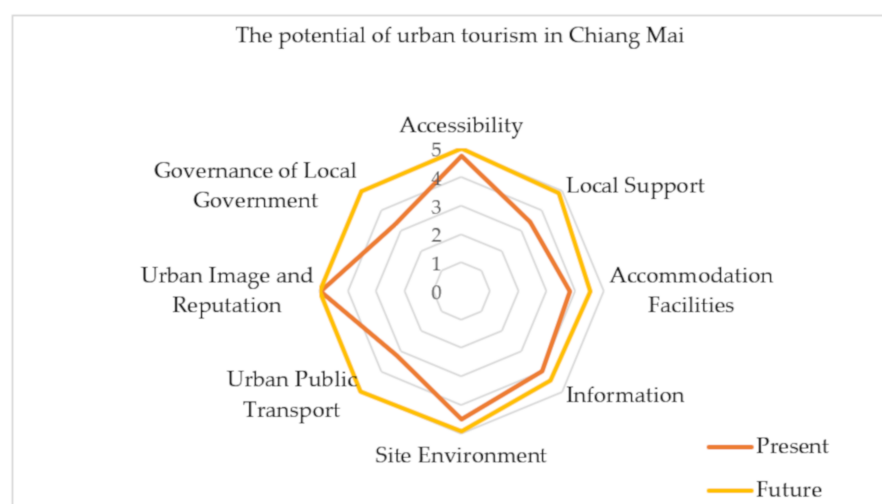 The potential of urban tourism in Chiang Mai
Accessibility
5
4
3
2
1
0
Local Support
Accommodation
Facilities
Information
Site Environment
Urban Public
Transport
Urban Image and
Reputation
Governance of Local
Government
Present
Future